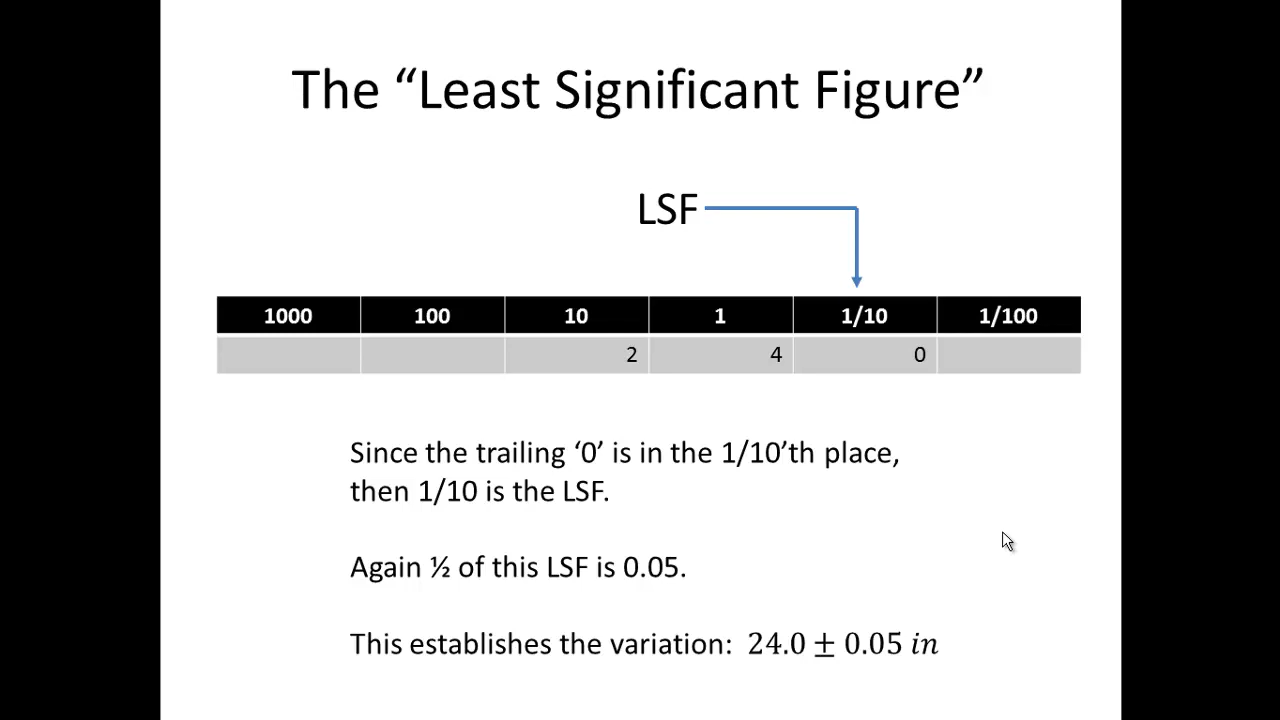 The “Least Significant Figure”
LSF
1000 100 10 1 1/10 1/100
2 4 0
Since the trailing ‘0’ is in the 1/10’th place,
then 1/10 is the LSF.
Again ½ of this LSF is 0.05.
This establishes the variation: 24.0 ± 0.05 in